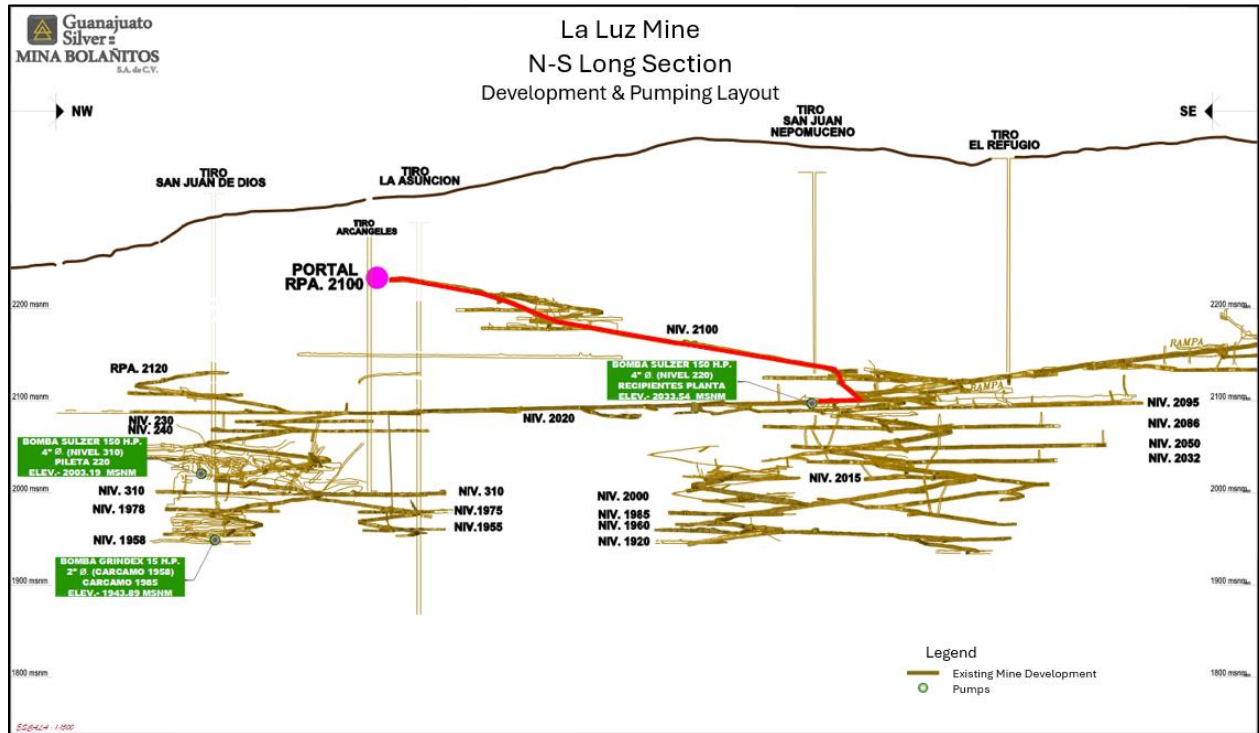 Guanajuato
Silver
MINA BOLAÑITOS
S.A. de C.V.
La Luz Mine
N-S Long Section
Development & Pumping Layout
NW
SE
TIRO
SAN JUAN DE DIOS
TIRO
LA ASUNCION
TIRO
SAN JUAN
NEPOMUCENO
TIRO
EL REFUGIO
TIRO
ARCANGELES
PORTAL
RPA. 2100
2200 msnm
2200 msnm
NIV. 2100
RAMPA
RAMPA
RPA. 2120
BOMBA SULZER 150 H.P.
4" Ø. (NIVEL 220)
RECIPIENTES PLANTA
ELEV.- 2033.54 MSNM
2100 msnm
2100 msnm
NIV. 2095
NIV. 2020
NIV. 230
NIV. 240
NIV. 2086
BOMBA SULZER 150 H.P.
4" Ø. (NIVEL 310)
PILETA 220
ELEV.- 2003.19 MSNM
NIV. 2050
NIV. 2032
NIV. 2015
2000 msnm
2000 msnm
NIV. 310
NIV. 310
NIV. 2000
NIV. 1978
NIV.1975
NIV. 1985
NIV.1955
NIV. 1960
NIV. 1958
NIV. 1920
BOMBA GRINDEX 15 H.P.
2" Ø. (CARCAMO 1958)
CARCAMO 1985
ELEV.- 1943.89 MSNM
1900 msnm
1900 msnm
Legend
Existing Mine Development
Pumps
1800 msnm
1800 msnm
ESCALA : 1:1500